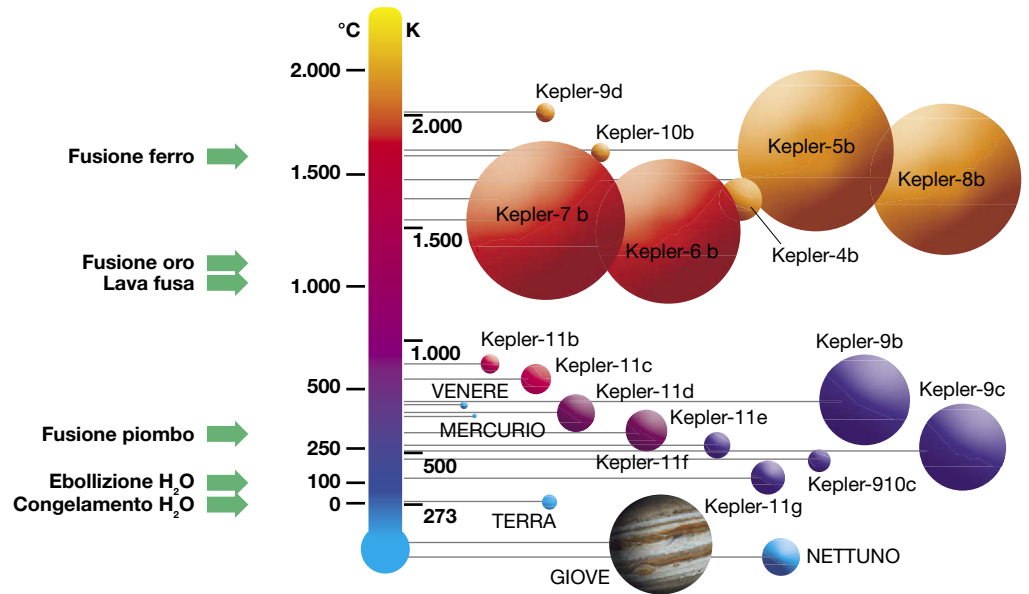 °C
K
2.000
Kepler-9d
2.000
Kepler-10b
Fusione ferro
Kepler-5b
1.500
Kepler-8b
Kepler-7 b
1.500
Kepler-6 b
Kepler-4b
Fusione oro
Lava fusa
1.000
Kepler-11b
Kepler-9b
1.000
Kepler-11c
500
VENERE
Kepler-11d
Kepler-9c
MERCURIO
Kepler-11e
Fusione piombo
250
500
Kepler-11f
Ebollizione H₂O
100
Kepler-910c
Congelamento H₂O
0
Kepler-11g
273
TERRA
NETTUNO
GIOVE